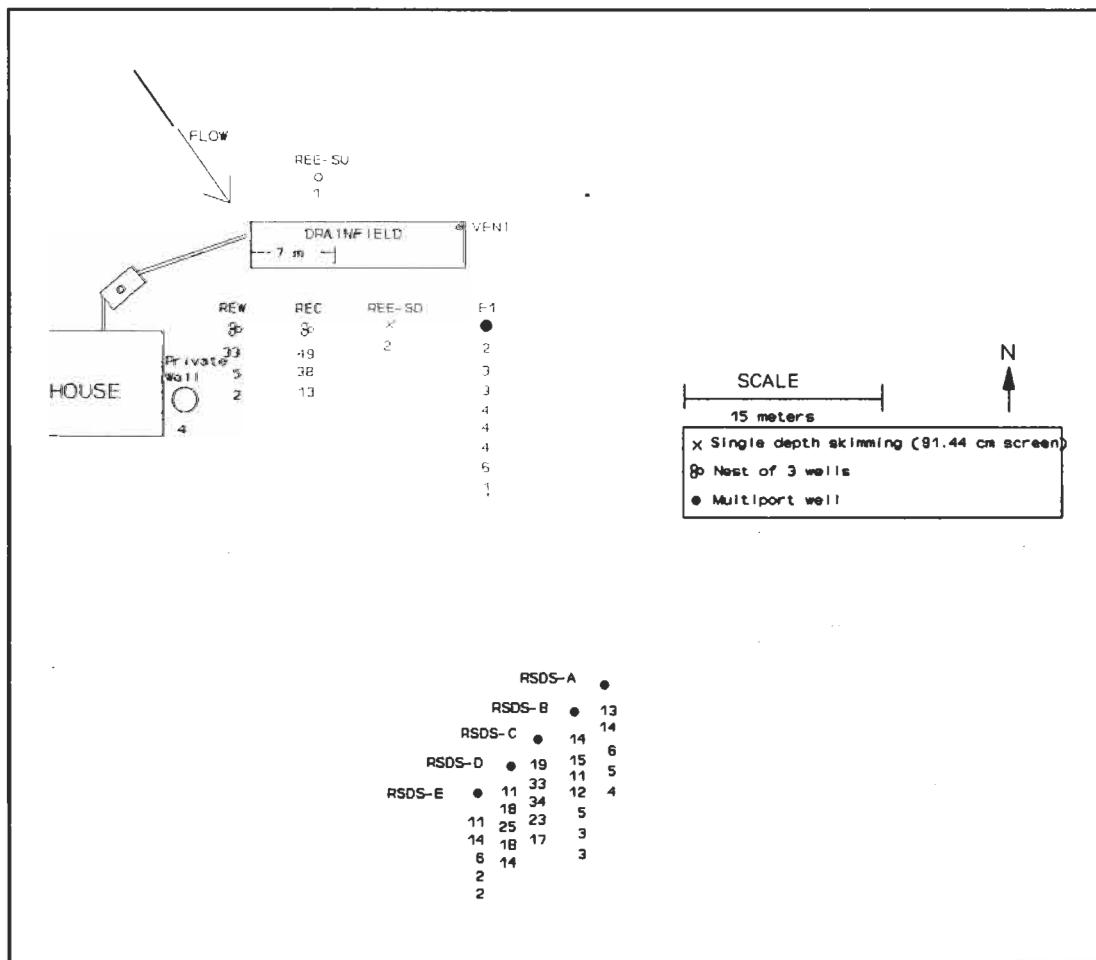 FLOW
REE-SU
1
DRAINFIELD
VENT
7 m
REW REC REE-SD E1
33
5
2
49
38
13
2
2
3
3
4
4
4
6
1
Private
Well
4
HOUSE
N
SCALE
15 meters
x Single depth skimming (91.44 cm screen)
Nest of 3 wells
Multiport well
RSDS-A
13
14
6
5
4
RSDS-B
14
15
11
12
5
3
3
RSDS-C
19
33
34
23
17
RSDS-D
11
18
25
18
14
RSDS-E
11
14
6
2
2